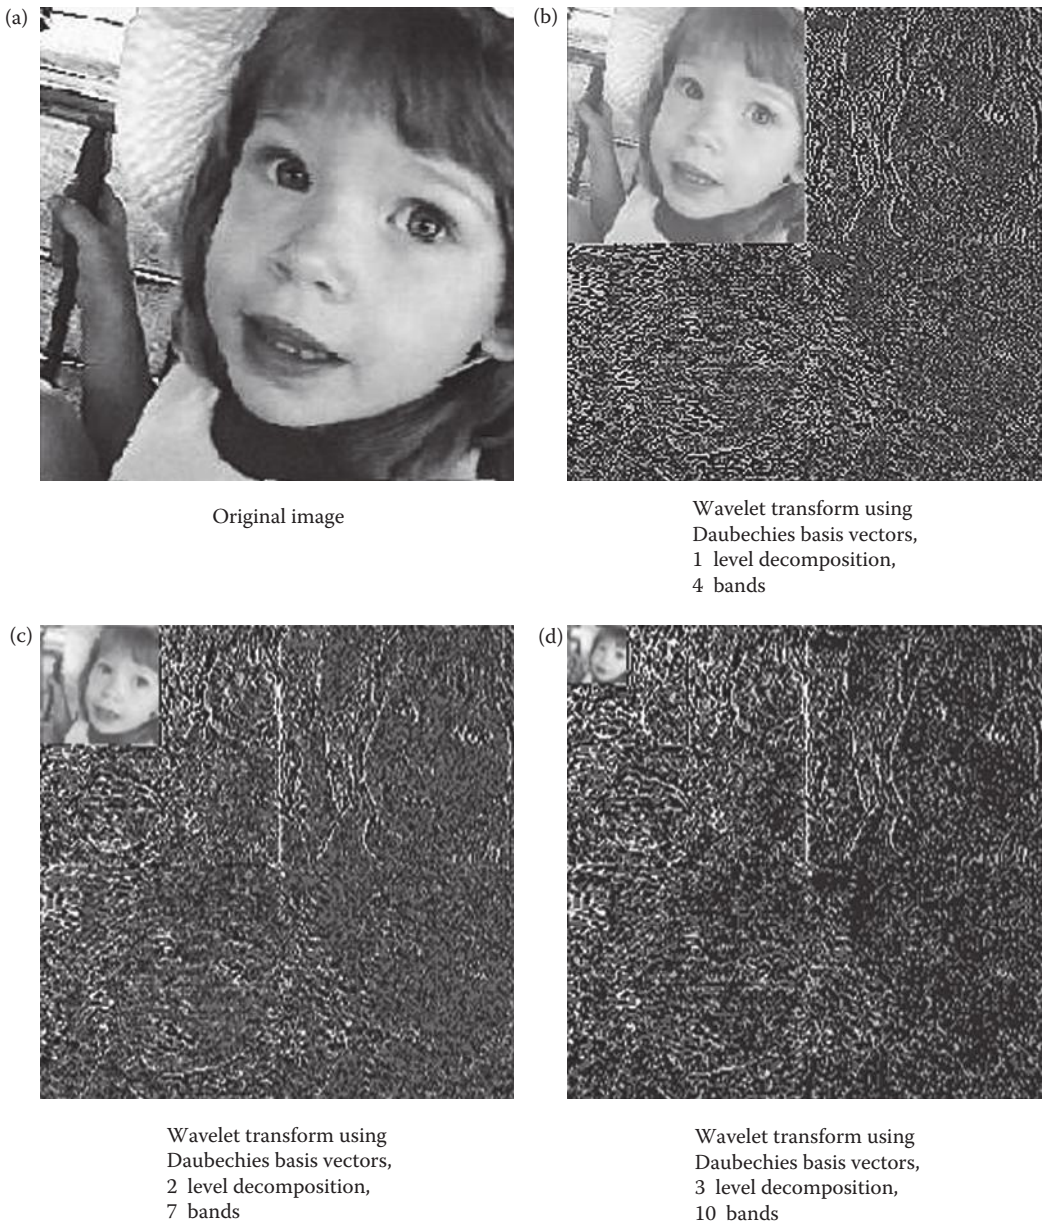 (a)
(b)
Original image
Wavelet transform using
Daubechies basis vectors,
1 level decomposition,
4 bands
(c)
(d)
Wavelet transform using
Daubechies basis vectors,
2 level decomposition,
7 bands
Wavelet transform using
Daubechies basis vectors,
3 level decomposition,
10 bands